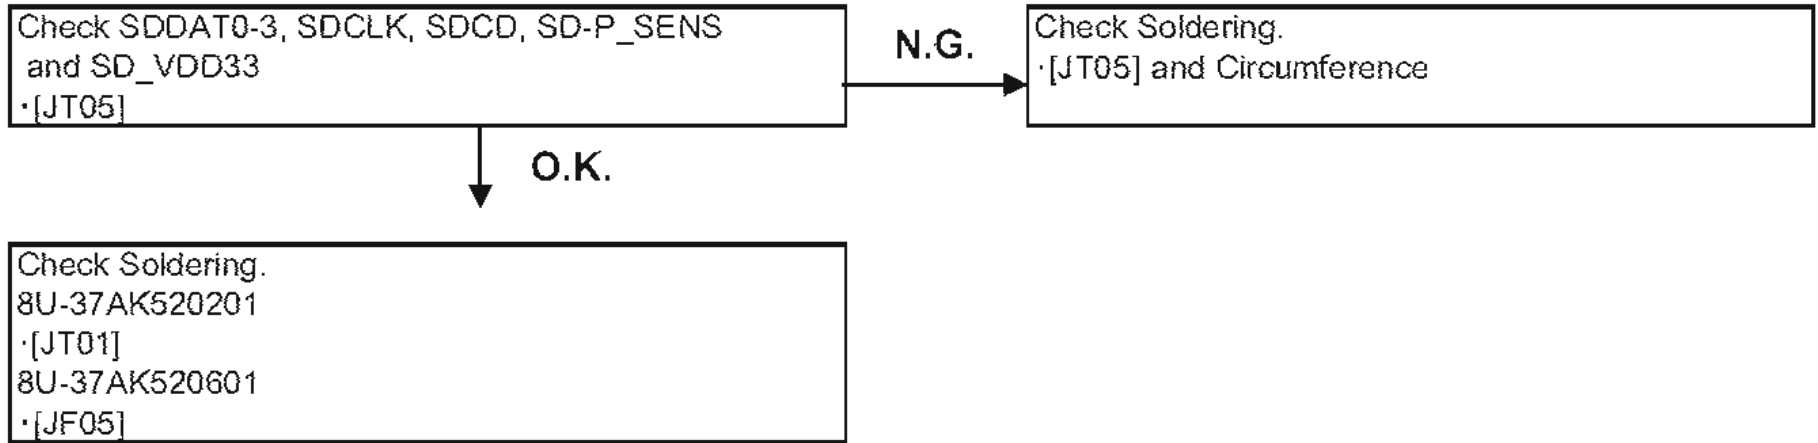 Check SDDAT0-3, SDCLK, SDCD, SD-P_SENS
and SD_VDD33
·[JT05]
N.G.
Check Soldering.
·[JT05] and Circumference
O.K.
Check Soldering.
8U-37AK520201
·[JT01]
8U-37AK520601
·[JF05]